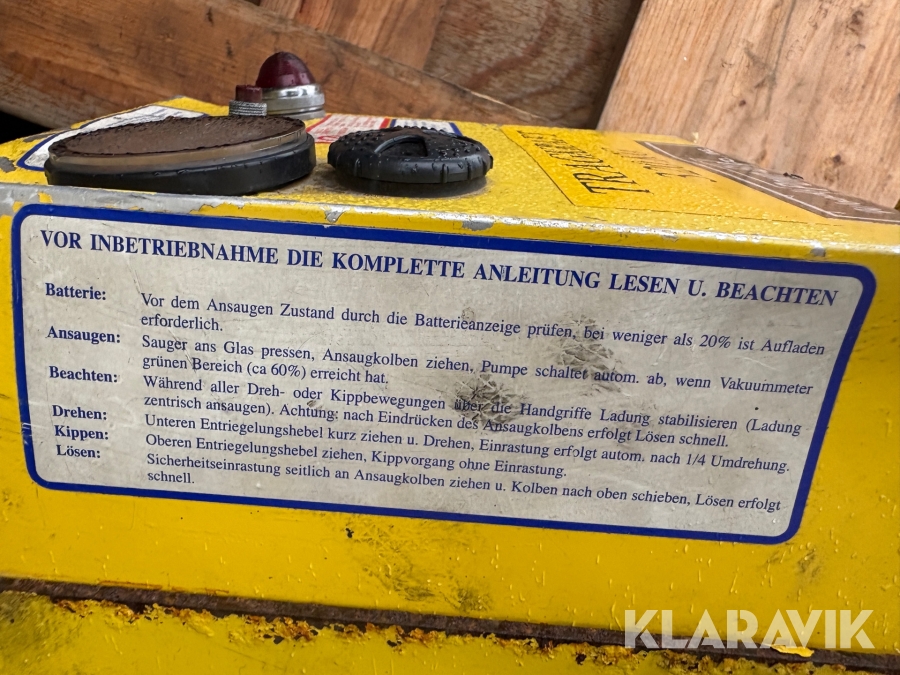 TRAGKRAFT
VOR INBETRIEBNAHME DIE KOMPLETTE ANLEITUNG LESEN U. BEACHTEN
Batterie: Vor dem Ansaugen Zustand durch die Batterieanzeige prüfen, bei weniger als 20% ist Aufladen
erforderlich.
Ansaugen: Sauger ans Glas pressen, Ansaugkolben ziehen, Pumpe schaltet autom. ab, wenn Vakuummeter
grünen Bereich (ca 60%) erreicht hat.
Beachten: Während aller Dreh- oder Kippbewegungen über die Handgriffe Ladung stabilisieren (Ladung
zentrisch ansaugen). Achtung: nach Eindrücken des Ansaugkolbens erfolgt Lösen schnell.
Drehen: Unteren Entriegelungshebel kurz ziehen u. Drehen, Einrastung erfolgt autom. nach 1/4 Umdrehung.
Kippen: Oberen Entriegelungshebel ziehen, Kippvorgang ohne Einrastung.
Lösen: Sicherheitseinrastung seitlich an Ansaugkolben ziehen u. Kolben nach oben schieben, Lösen erfolgt
schnell.
KLARAVIK